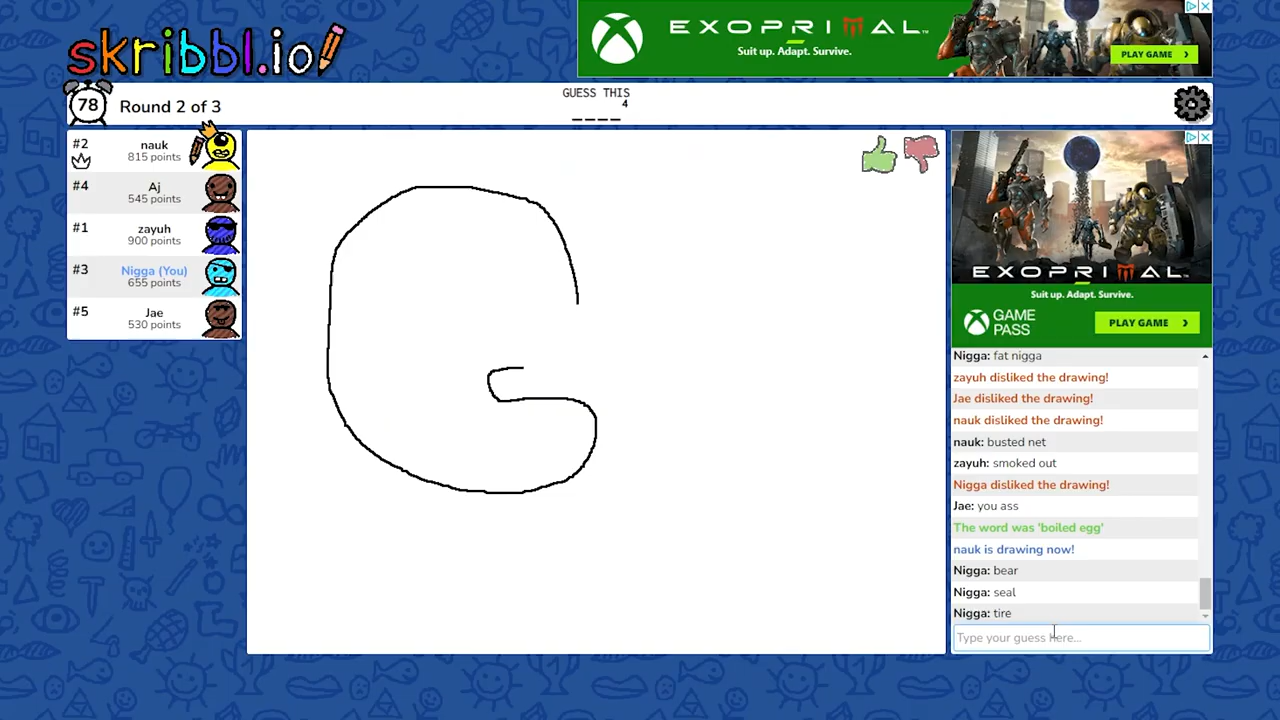 skribbl.io
EXOPRIMAL
Suit up. Adapt. Survive.
PLAY GAME
78
Round 2 of 3
GUESS THIS
4
_ _ _ _
#2
nauk
815 points
#4
Aj
545 points
#1
zayuh
900 points
#3
Nigga (You)
655 points
#5
Jae
530 points
EXOPRIMAL
Suit up. Adapt. Survive.
XBOX
GAME PASS
PLAY GAME
Nigga: fat nigga
zayuh disliked the drawing!
Jae disliked the drawing!
nauk disliked the drawing!
nauk: busted net
zayuh: smoked out
Nigga disliked the drawing!
Jae: you ass
The word was 'boiled egg'
nauk is drawing now!
Nigga: bear
Nigga: seal
Nigga: tire
Type your guess here...